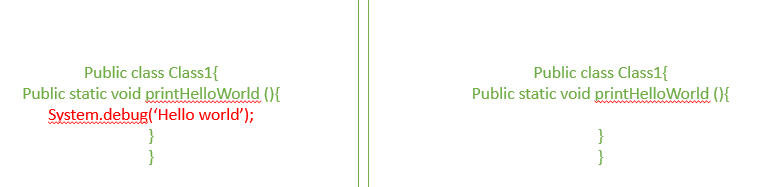 Public class Class1{
Public static void printHelloWorld (){
System.debug(‘Hello world’);
}
}
Public class Class1{
Public static void printHelloWorld (){
}
}